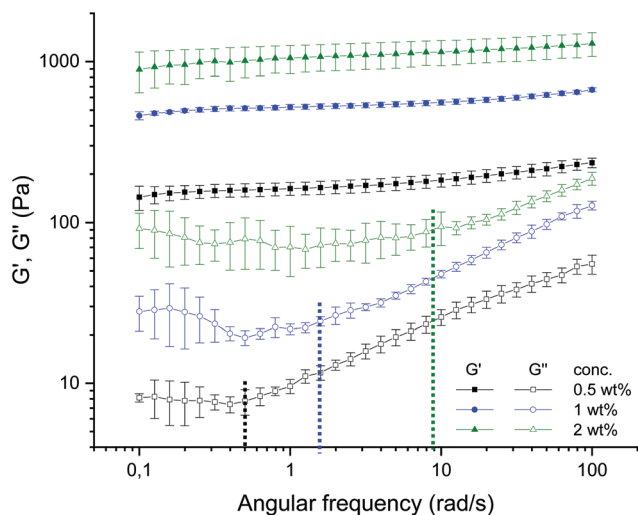 1000
100
10
G', G'' (Pa)
0,1
1
10
100
Angular frequency (rad/s)
G' G'' conc.
0.5 wt%
1 wt%
2 wt%